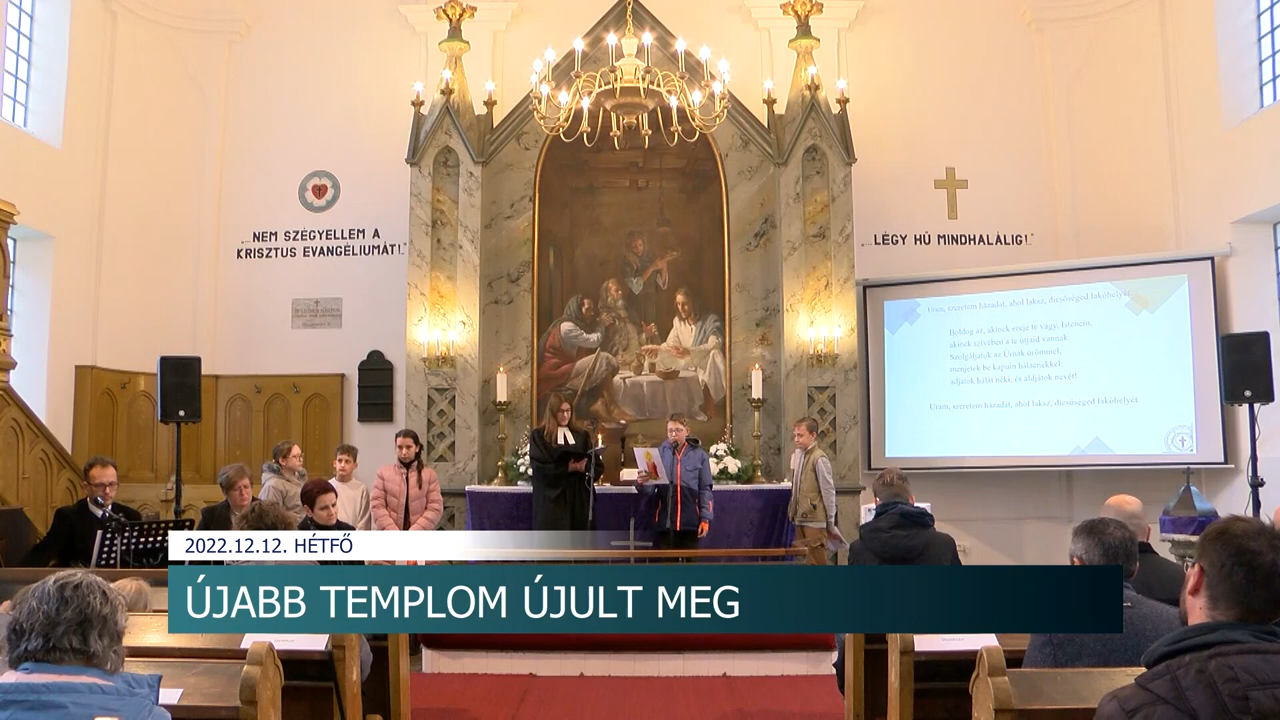 „...NEM SZÉGYELLEM A
KRISZTUS EVANGÉLIUMÁT!..."
„...LÉGY HŰ MINDHALÁLIG!..."
Uram, szeretem házadat, ahol laksz, dicsőséged lakóhelyét
Boldog az, akinek ereje te vagy, Istenem,
akinek szívében a te útjaid vannak.
Szolgáljatok az Úrnak örömmel,
menjetek be kapuin hálaénekkel:
adjatok hálát néki, és áldjátok nevét!
Uram, szeretem házadat, ahol laksz, dicsőséged lakóhelyét
2022.12.12. HÉTFŐ
ÚJABB TEMPLOM ÚJULT MEG